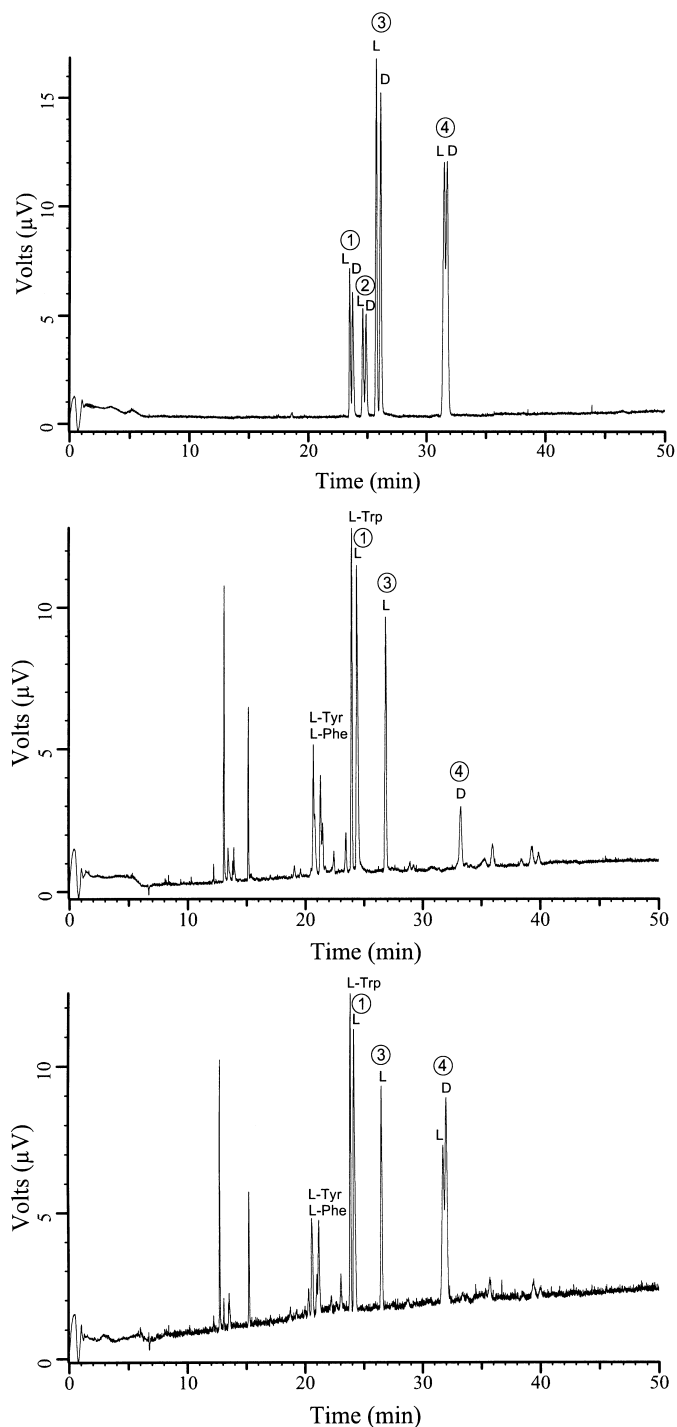 ③
L
D
④
L D
①
L
D
②
L
D
15
10
5
0
Volts (µV)
0 10 20 30 40 50
Time (min)
L-Trp
①
L
③
L
L-Tyr
L-Phe
④
D
10
5
0
Volts (µV)
0 10 20 30 40 50
Time (min)
L-Trp
①
L
③
L
④
D
L
L-Tyr
L-Phe
10
5
0
Volts (µV)
0 10 20 30 40 50
Time (min)